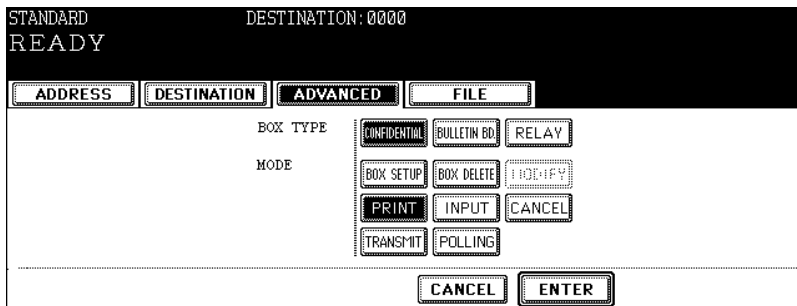 STANDARD DESTINATION:0000
READY
ADDRESS DESTINATION ADVANCED FILE
BOX TYPE CONFIDENTIAL BULLETIN BD. RELAY
MODE BOX SETUP BOX DELETE MODIFY
PRINT INPUT CANCEL
TRANSMIT POLLING
CANCEL ENTER